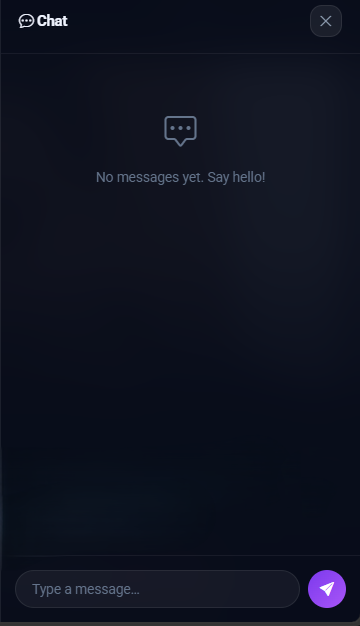 Chat
No messages yet. Say hello!
Type a message...